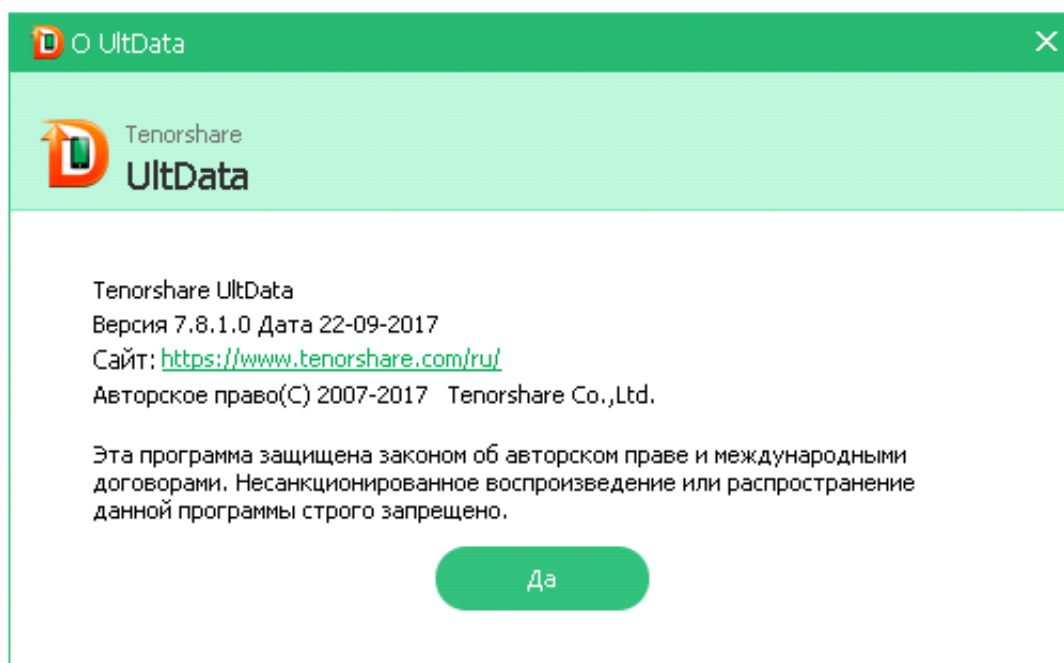 О UltData
Tenorshare
UltData
Tenorshare UltData
Версия 7.8.1.0 Дата 22-09-2017
Сайт: https://www.tenorshare.com/ru/
Авторское право(C) 2007-2017 Tenorshare Co.,Ltd.
Эта программа защищена законом об авторском праве и международными
договорами. Несанкционированное воспроизведение или распространение
данной программы строго запрещено.
Да